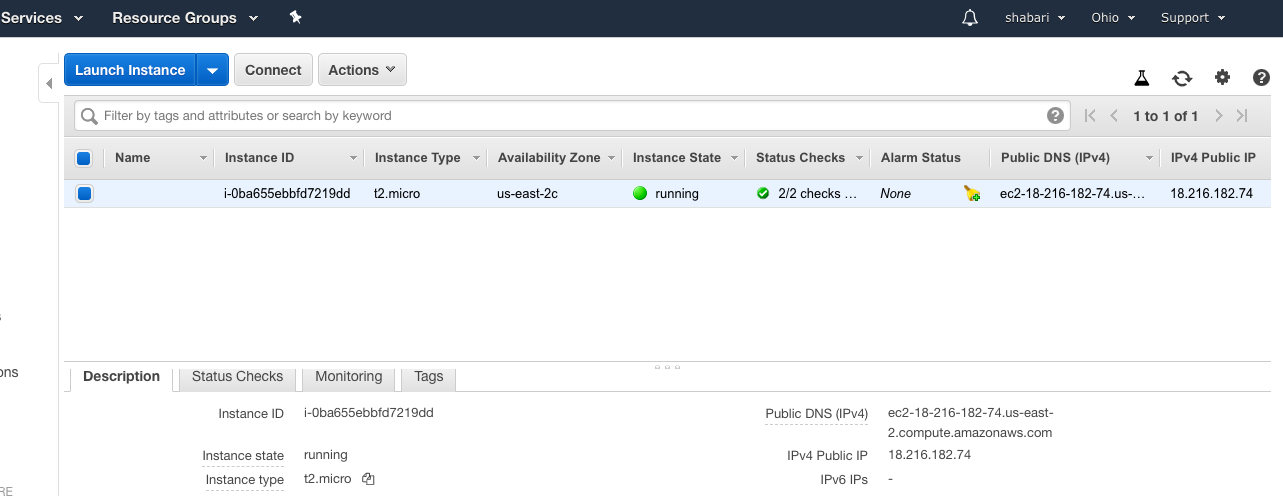 Services Resource Groups shabari Ohio Support
Launch Instance Connect Actions
Filter by tags and attributes or search by keyword 1 to 1 of 1
Name Instance ID Instance Type Availability Zone Instance State Status Checks Alarm Status Public DNS (IPv4) IPv4 Public IP
i-0ba655ebbfd7219dd t2.micro us-east-2c running 2/2 checks ... None ec2-18-216-182-74.us-... 18.216.182.74
ons
Description Status Checks Monitoring Tags
Instance ID i-0ba655ebbfd7219dd Public DNS (IPv4) ec2-18-216-182-74.us-east-
2.compute.amazonaws.com
Instance state running IPv4 Public IP 18.216.182.74
Instance type t2.micro IPv6 IPs -
RE